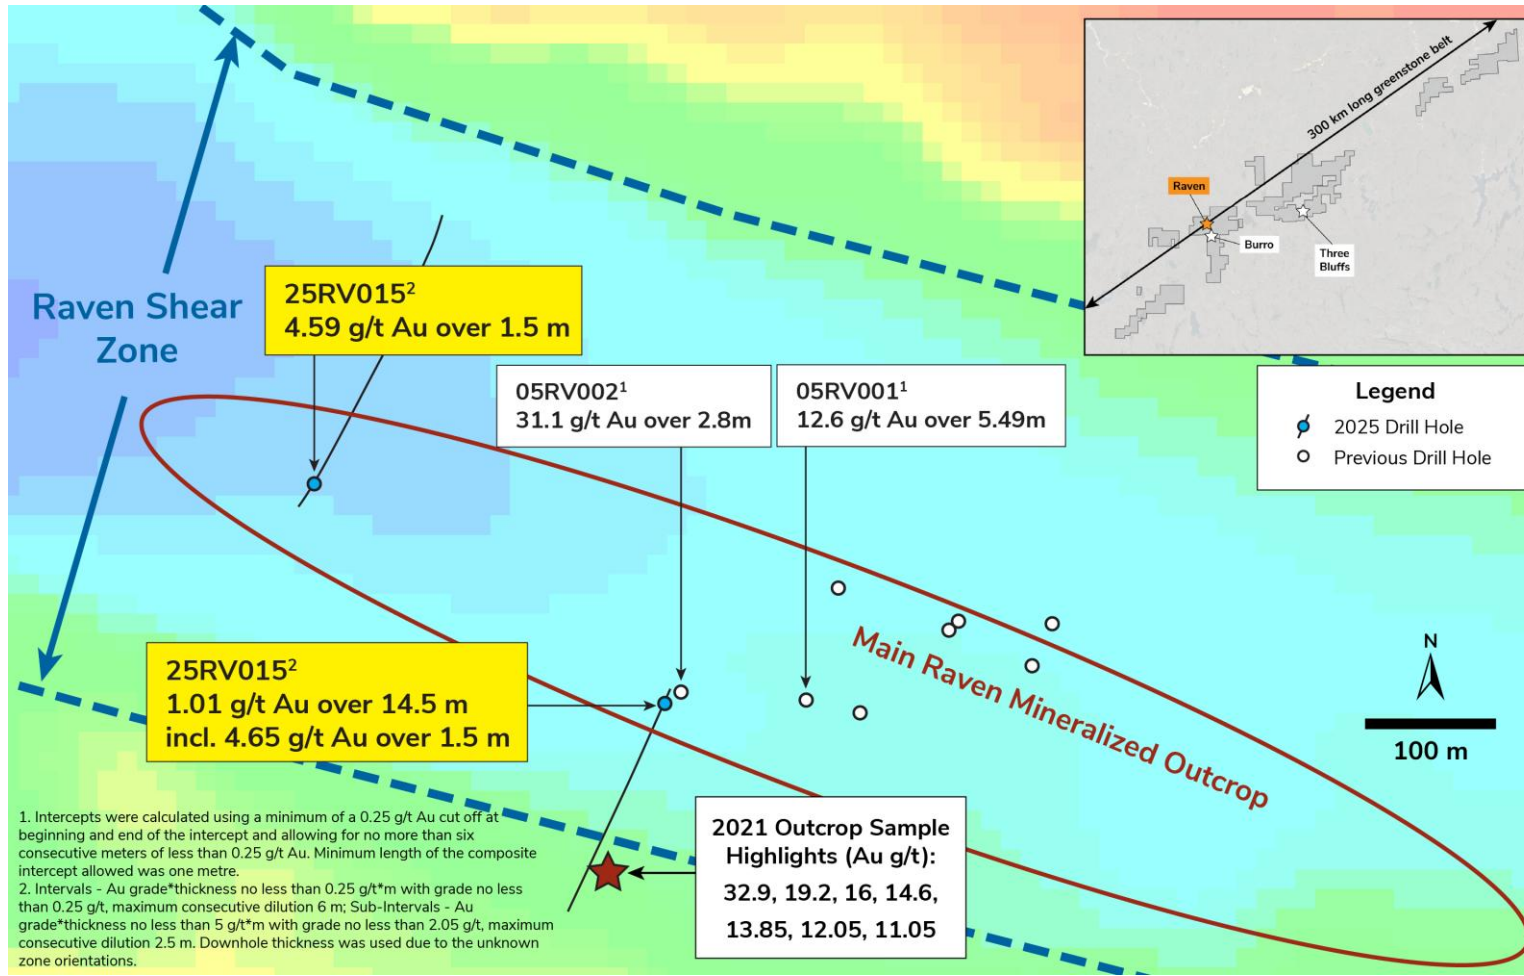 300 km long greenstone belt
Raven
Burro
Three
Bluffs
Raven Shear
Zone
25RV015²
4.59 g/t Au over 1.5 m
05RV002¹
31.1 g/t Au over 2.8m
05RV001¹
12.6 g/t Au over 5.49m
Legend
2025 Drill Hole
Previous Drill Hole
25RV015²
1.01 g/t Au over 14.5 m
incl. 4.65 g/t Au over 1.5 m
Main Raven Mineralized Outcrop
N
100 m
2021 Outcrop Sample
Highlights (Au g/t):
32.9, 19.2, 16, 14.6,
13.85, 12.05, 11.05
1. Intercepts were calculated using a minimum of a 0.25 g/t Au cut off at
beginning and end of the intercept and allowing for no more than six
consecutive meters of less than 0.25 g/t Au. Minimum length of the composite
intercept allowed was one metre.
2. Intervals - Au grade*thickness no less than 0.25 g/t*m with grade no less
than 0.25 g/t, maximum consecutive dilution 6 m; Sub-Intervals - Au
grade*thickness no less than 5 g/t*m with grade no less than 2.05 g/t, maximum
consecutive dilution 2.5 m. Downhole thickness was used due to the unknown
zone orientations.